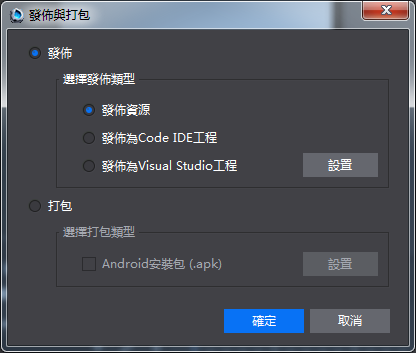 發佈與打包
發佈
選擇發佈類型
發佈資源
發佈為Code IDE工程
發佈為Visual Studio工程
設置
打包
選擇打包類型
Android安裝包 (.apk)
設置
確定
取消